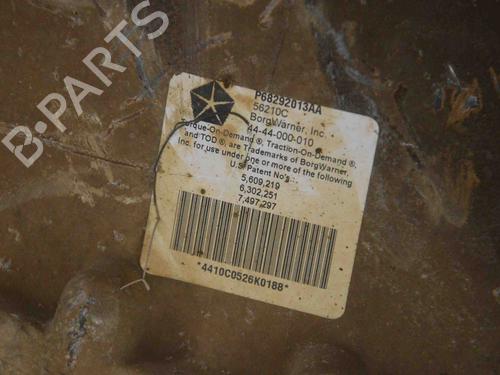 B-PARTS
P68292013AA
56210C
BorgWarner, Inc.
44-44-000-010
Torque-On-Demand ®, Traction-On-Demand ®,
and TOD ®, are Trademarks of BorgWarner,
Inc. for use under one or more of the following
U.S. Patent No's.:
5,609,219
6,302,251
7,497,297
*4410C0526K0188*